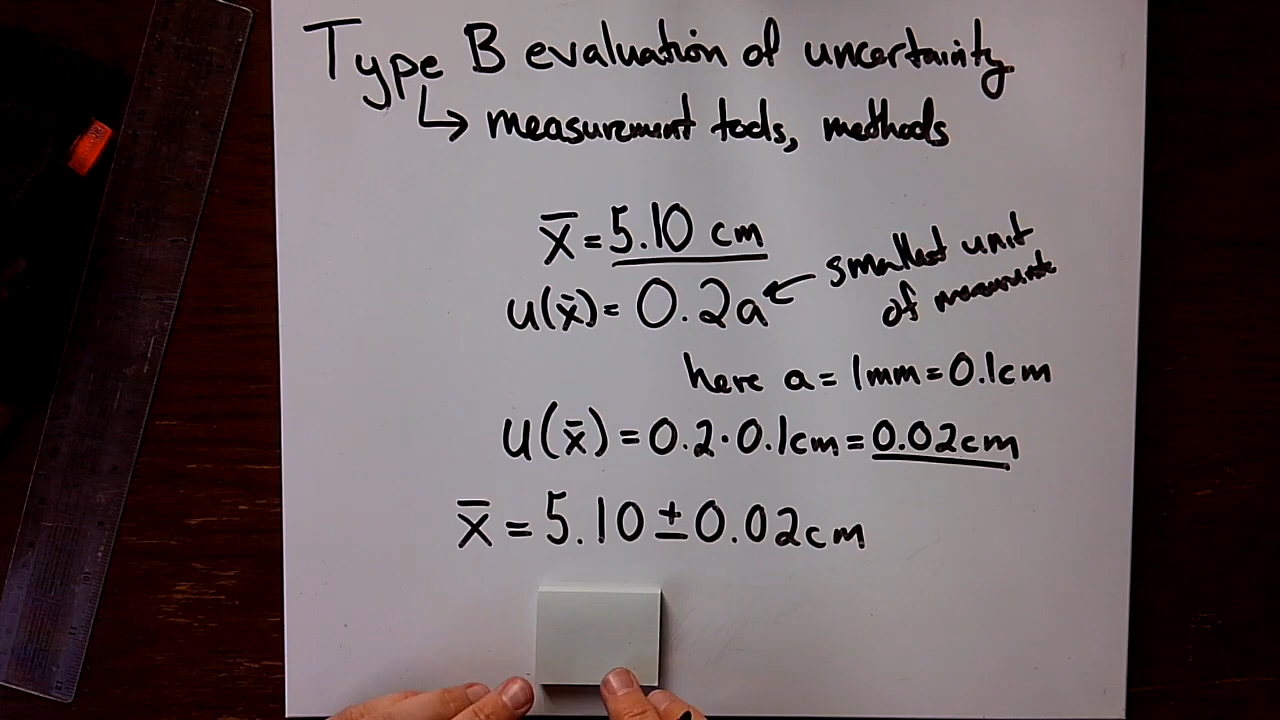 Type B evaluation of uncertainty
↳ measurement tools, methods
x̄ = 5.10 cm
u(x̄) = 0.2a ← smallest unit
of
here a = 1mm = 0.1cm
u(x̄) = 0.2·0.1cm = 0.02cm
x̄ = 5.10 ± 0.02cm